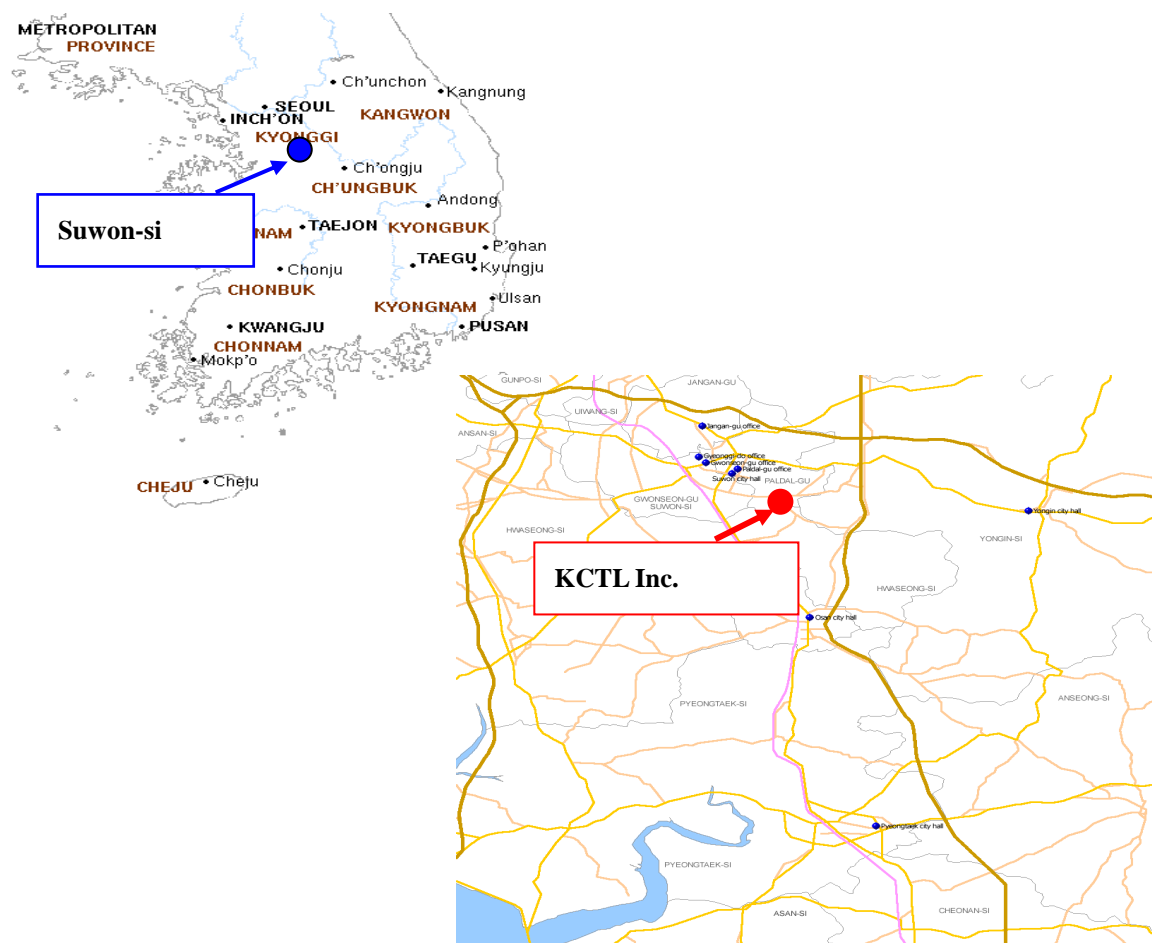 METROPOLITAN
PROVINCE
Ch'unchon
Kangnung
SEOUL
KANGWON
INCH'ON
KYONGGI
Ch'ongju
CH'UNGBUK
Suwon-si
Andong
NAM
TAEJON
KYONGBUK
P'ohan
TAEGU
Kyungju
Chonju
CHONBUK
Ulsan
KYONGNAM
KWANGJU
PUSAN
CHONNAM
Mokp'o
CHEJU
Cheju
GUNPO-SI
JANGAN-GU
UIWANG-SI
Jangan-gu office
ANSAN-SI
Gyeonggi-do office
Gwonseon-gu office
Paldal-gu office
Suwon city hall
PALDAL-GU
GWONSEON-GU
SUWON-SI
Yongin city hall
HWASEONG-SI
YONGIN-SI
KCTL Inc.
HWASEONG-SI
Osan city hall
ANSEONG-SI
PYEONGTAEK-SI
Pyeongtaek city hall
PYEONGTAEK-SI
ASAN-SI
CHEONAN-SI